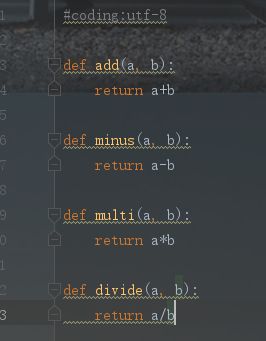 #coding:utf-8
def add(a, b):
return a+b
def minus(a, b):
return a-b
def multi(a, b):
return a*b
def divide(a, b):
return a/b